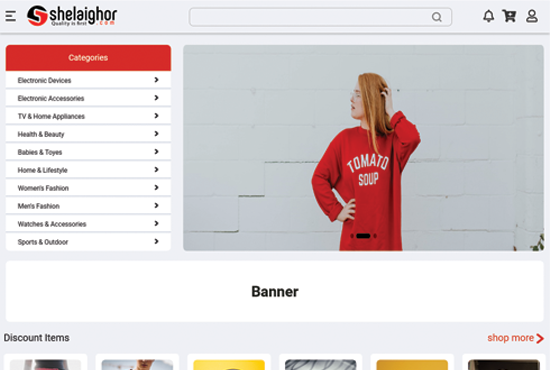 shelaighor
Quality is first .com
Categories
Electronic Devices
Electronic Accessories
TV & Home Appliances
Health & Beauty
Babies & Toyes
Home & Lifestyle
Women's Fashion
Men's Fashion
Watches & Accessories
Sports & Outdoor
TOMATO
SOUP
Banner
Discount Items
shop more